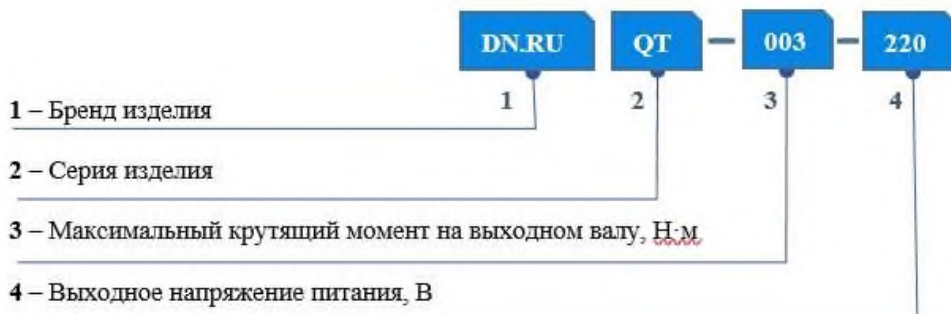 DN.RU QT – 003 – 220
1 2 3 4
1 – Бренд изделия
2 – Серия изделия
3 – Максимальный крутящий момент на выходном валу, Н·м
4 – Выходное напряжение питания, В